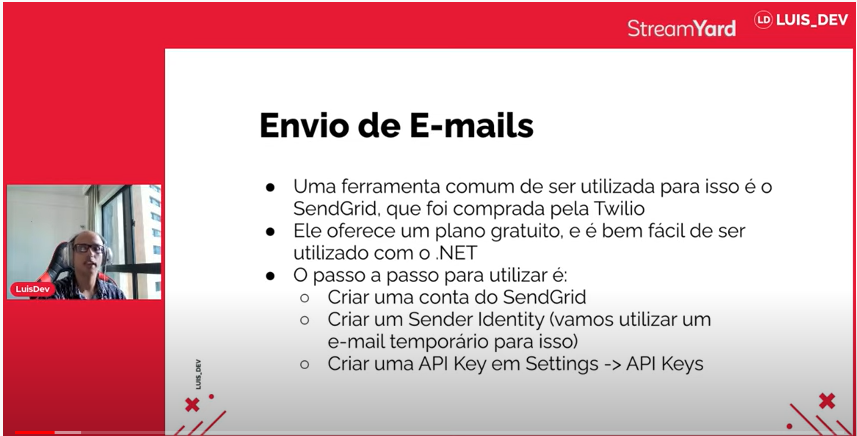 StreamYard
LD LUIS_DEV
Envio de E-mails
● Uma ferramenta comum de ser utilizada para isso é o
SendGrid, que foi comprada pela Twilio
● Ele oferece um plano gratuito, e é bem fácil de ser
utilizado com o .NET
● O passo a passo para utilizar é:
○ Criar uma conta do SendGrid
○ Criar um Sender Identity (vamos utilizar um
e-mail temporário para isso)
○ Criar uma API Key em Settings -> API Keys
LuisDev
LUIS_DEV